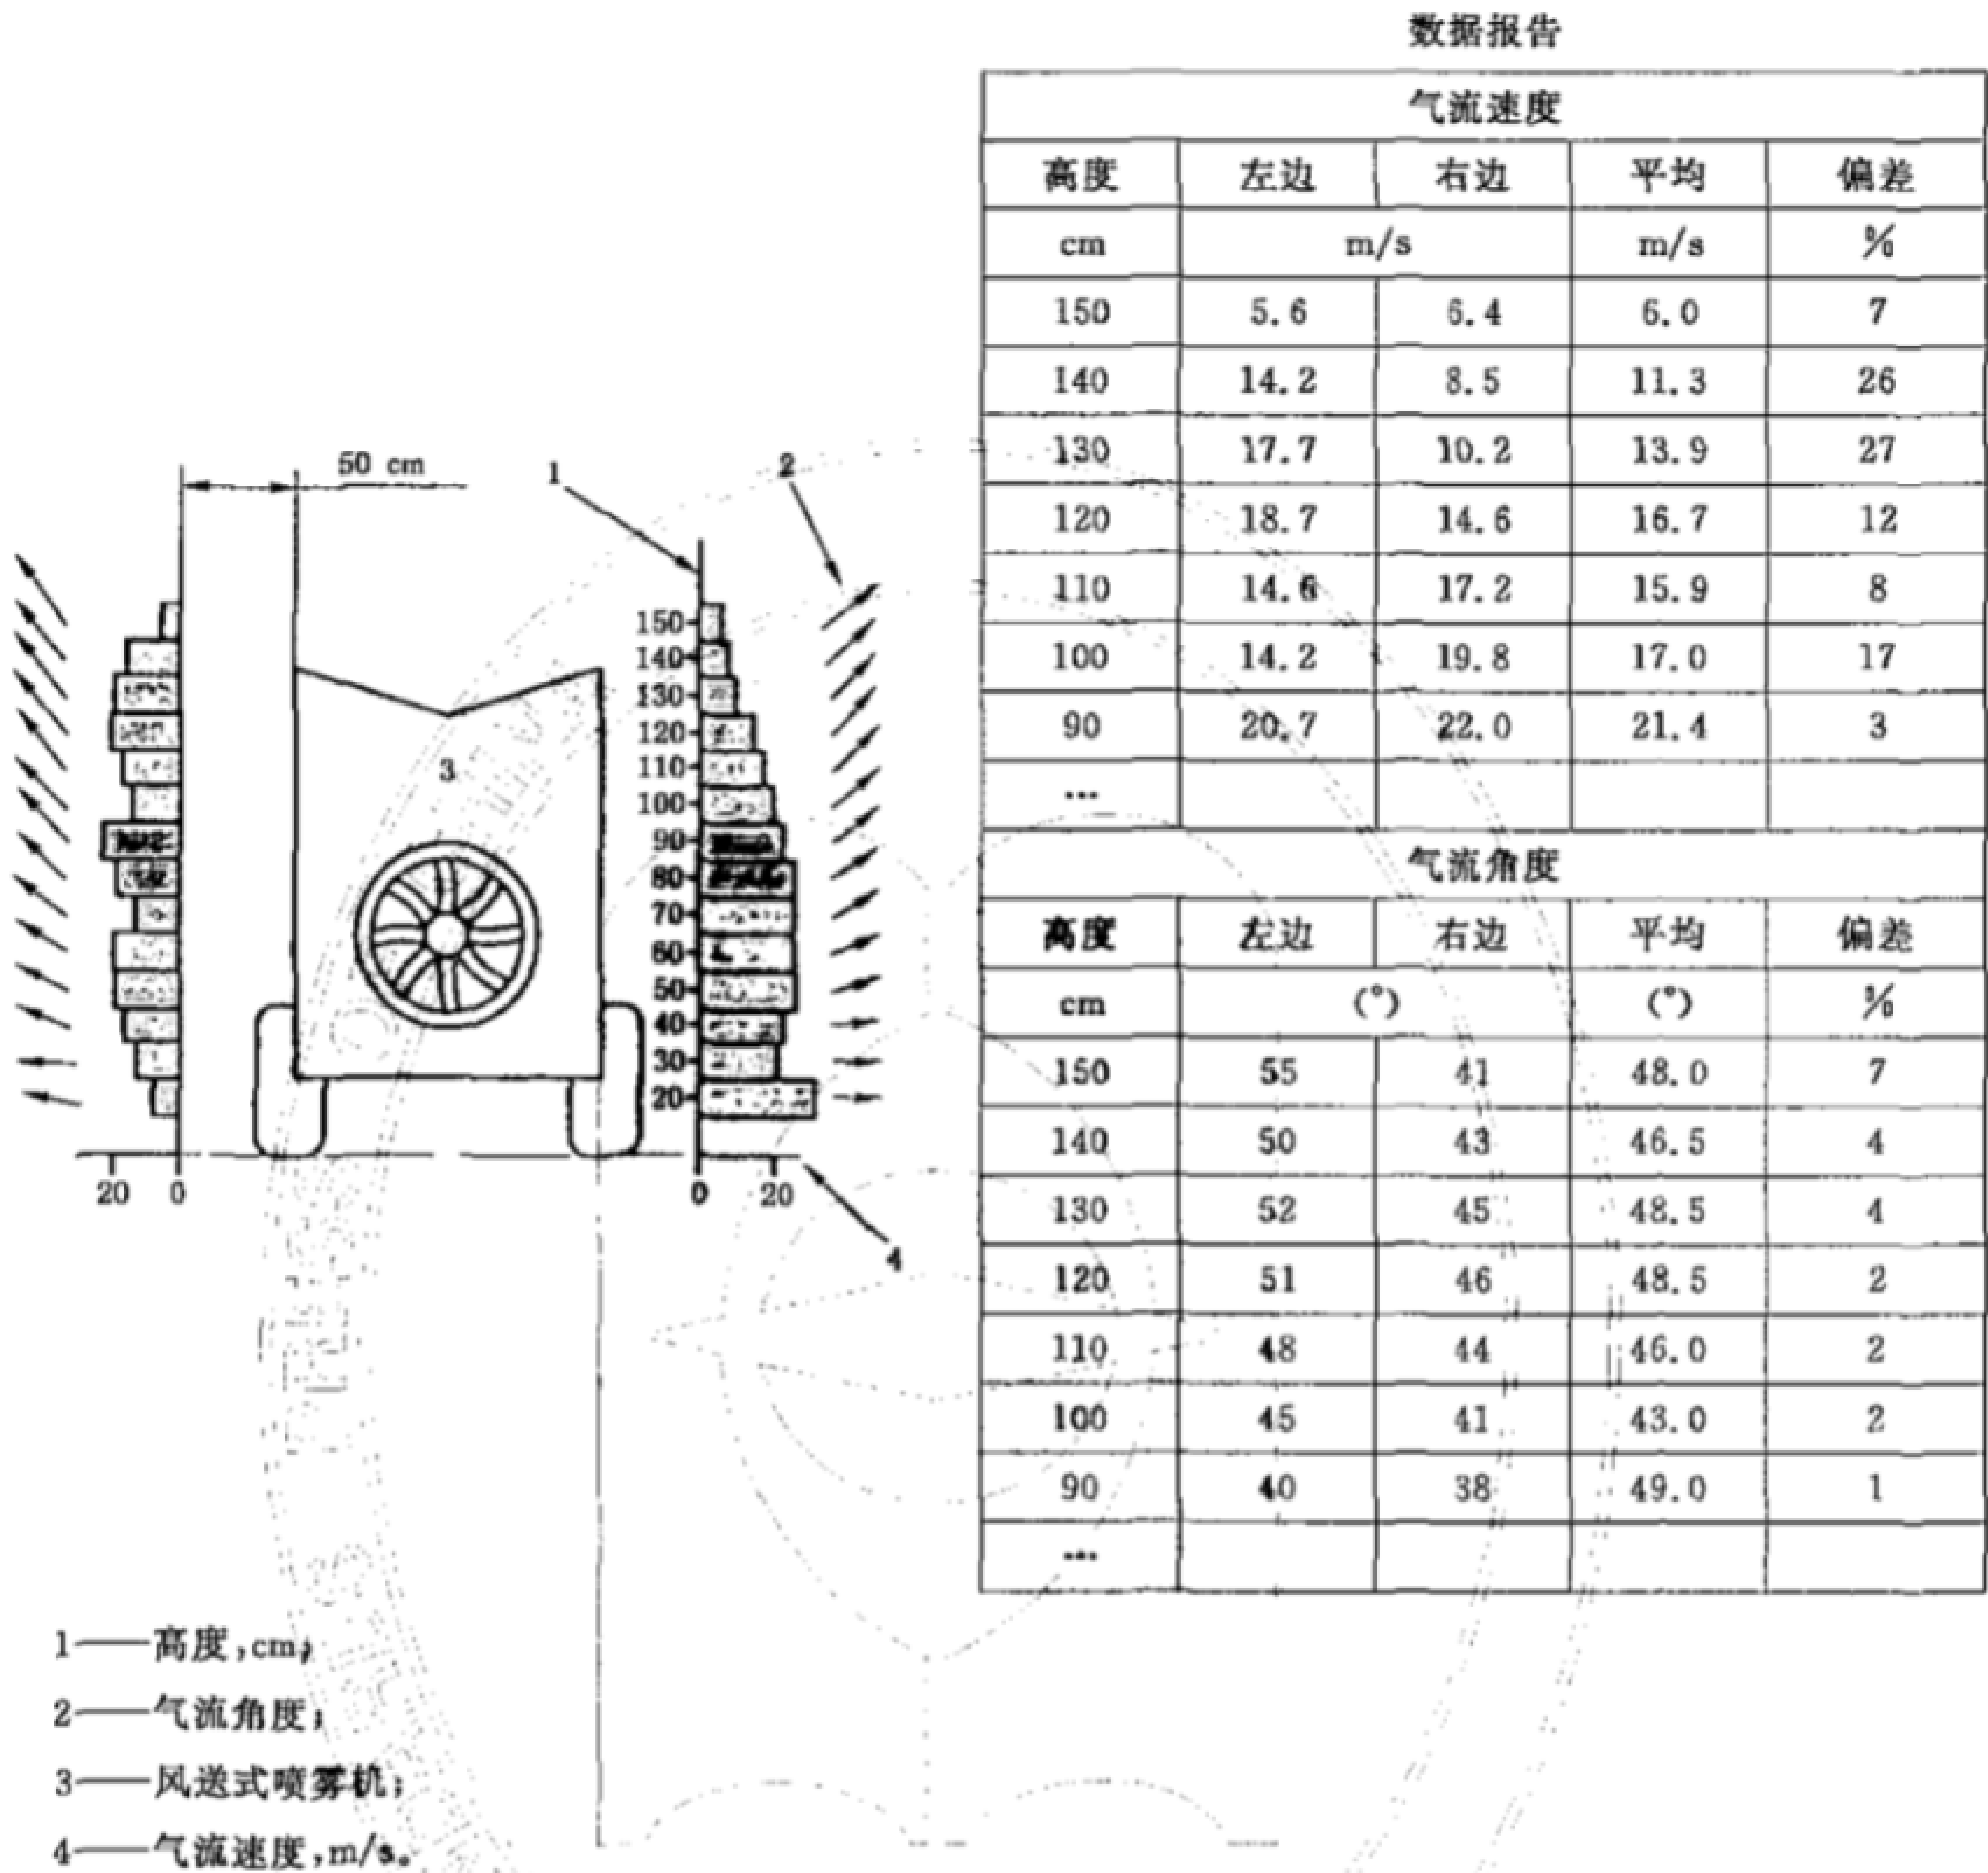 数据报告
气流速度
高度 左边 右边 平均 偏差
cm m/s m/s %
150 5.6 6.4 6.0 7
140 14.2 8.5 11.3 26
130 17.7 10.2 13.9 27
120 18.7 14.6 16.7 12
110 14.6 17.2 15.9 8
100 14.2 19.8 17.0 17
90 20.7 22.0 21.4 3
…
气流角度
高度 左边 右边 平均 偏差
cm (°) (°) %
150 55 41 48.0 7
140 50 43 46.5 4
130 52 45 48.5 4
120 51 46 48.5 2
110 48 44 46.0 2
100 45 41 43.0 2
90 40 38 49.0 1
…
50 cm
1
2
3
150
140
130
120
110
100
90
80
70
60
50
40
30
20
20 0
0 20
4
1——高度,cm;
2——气流角度;
3——风送式喷雾机;
4——气流速度,m/s。